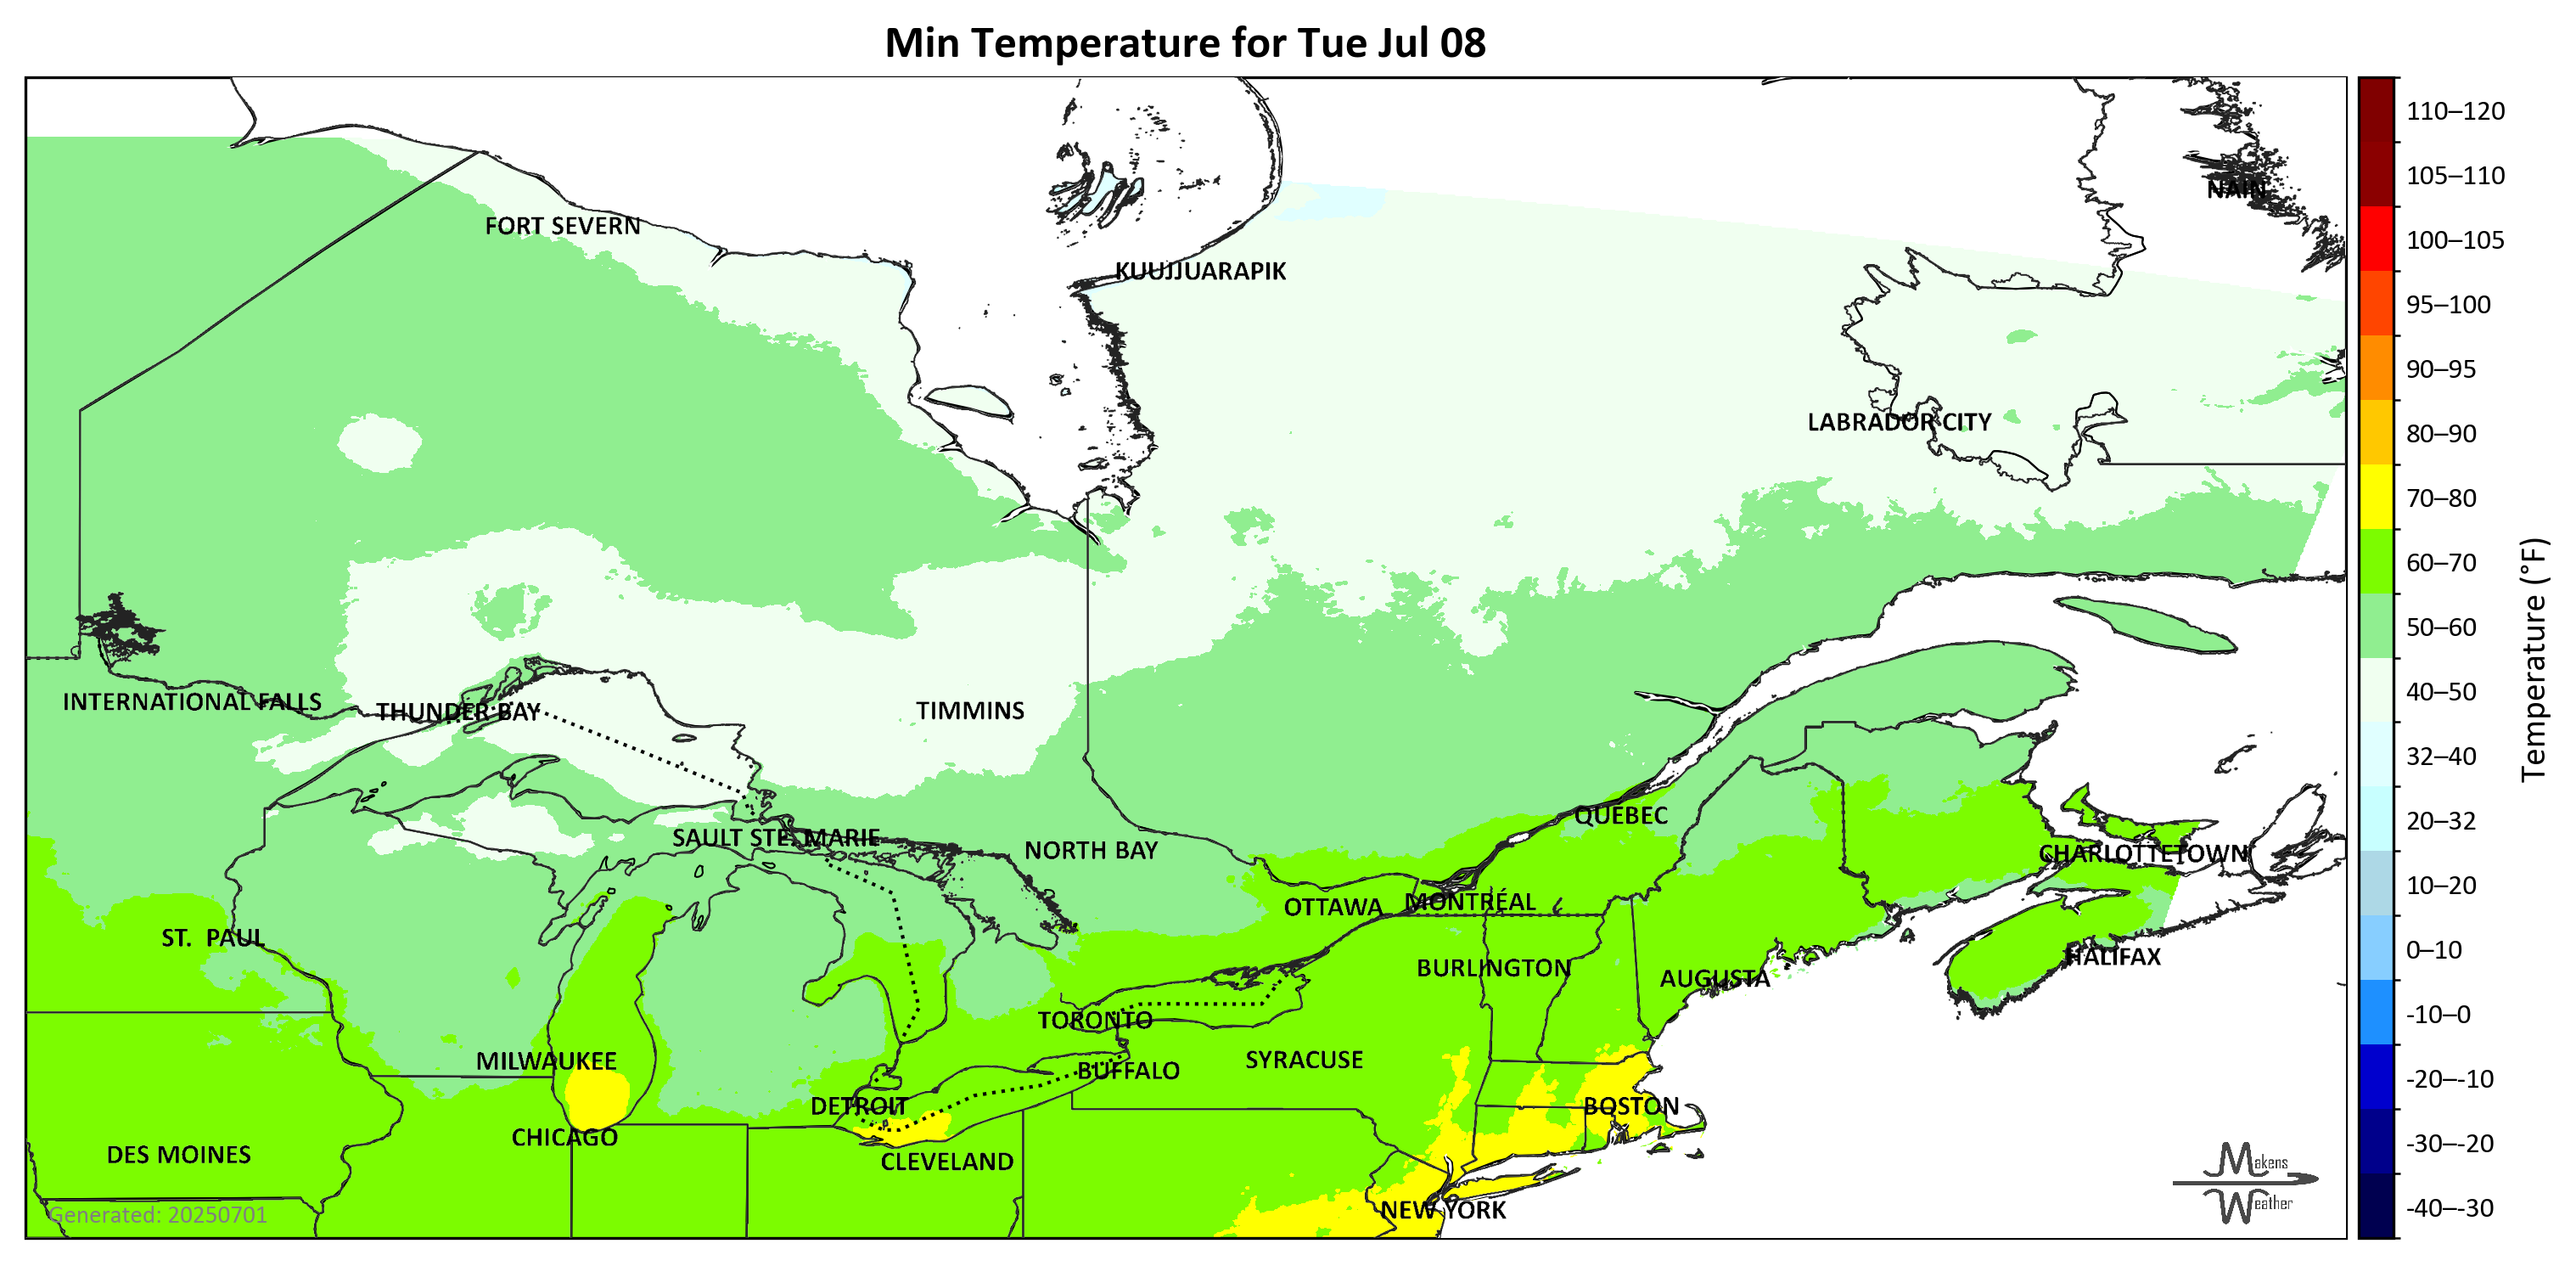 Min Temperature for Tue Jul 08
110–120
105–110
NAIN
FORT SEVERN
100–105
KUUJJUARAPIK
95–100
90–95
LABRADOR CITY
80–90
70–80
60–70
50–60
Temperature (°F)
40–50
INTERNATIONAL FALLS
THUNDER BAY
TIMMINS
32–40
QUÉBEC
20–32
SAULT STE. MARIE
NORTH BAY
CHARLOTTETOWN
10–20
OTTAWA
MONTRÉAL
ST. PAUL
0–10
HALIFAX
BURLINGTON
AUGUSTA
-10–0
TORONTO
MILWAUKEE
SYRACUSE
BUFFALO
-20–-10
DETROIT
BOSTON
CHICAGO
-30–-20
DES MOINES
CLEVELAND
Makens
Weather
NEW YORK
-40–-30
Generated: 20250701